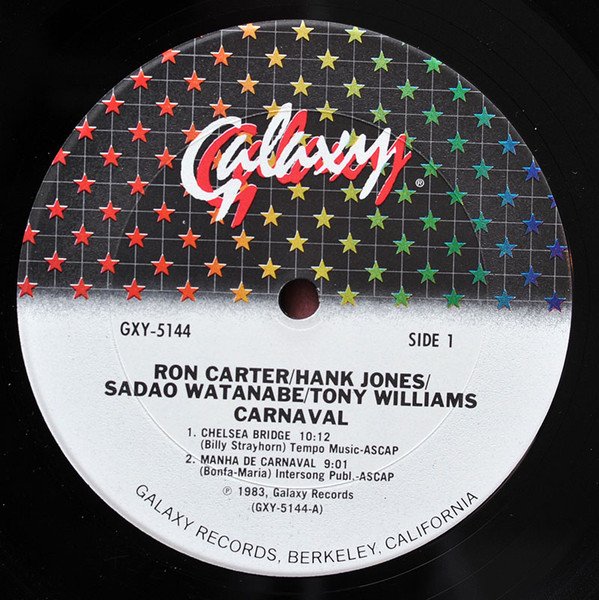 Galaxy ®
GXY-5144
SIDE 1
RON CARTER/HANK JONES/
SADAO WATANABE/TONY WILLIAMS
CARNAVAL
1. CHELSEA BRIDGE 10:12
(Billy Strayhorn) Tempo Music-ASCAP
2. MANHA DE CARNAVAL 9:01
(Bonfa-Maria) Intersong Publ.-ASCAP
℗ 1983, Galaxy Records
(GXY-5144-A)
GALAXY RECORDS, BERKELEY, CALIFORNIA